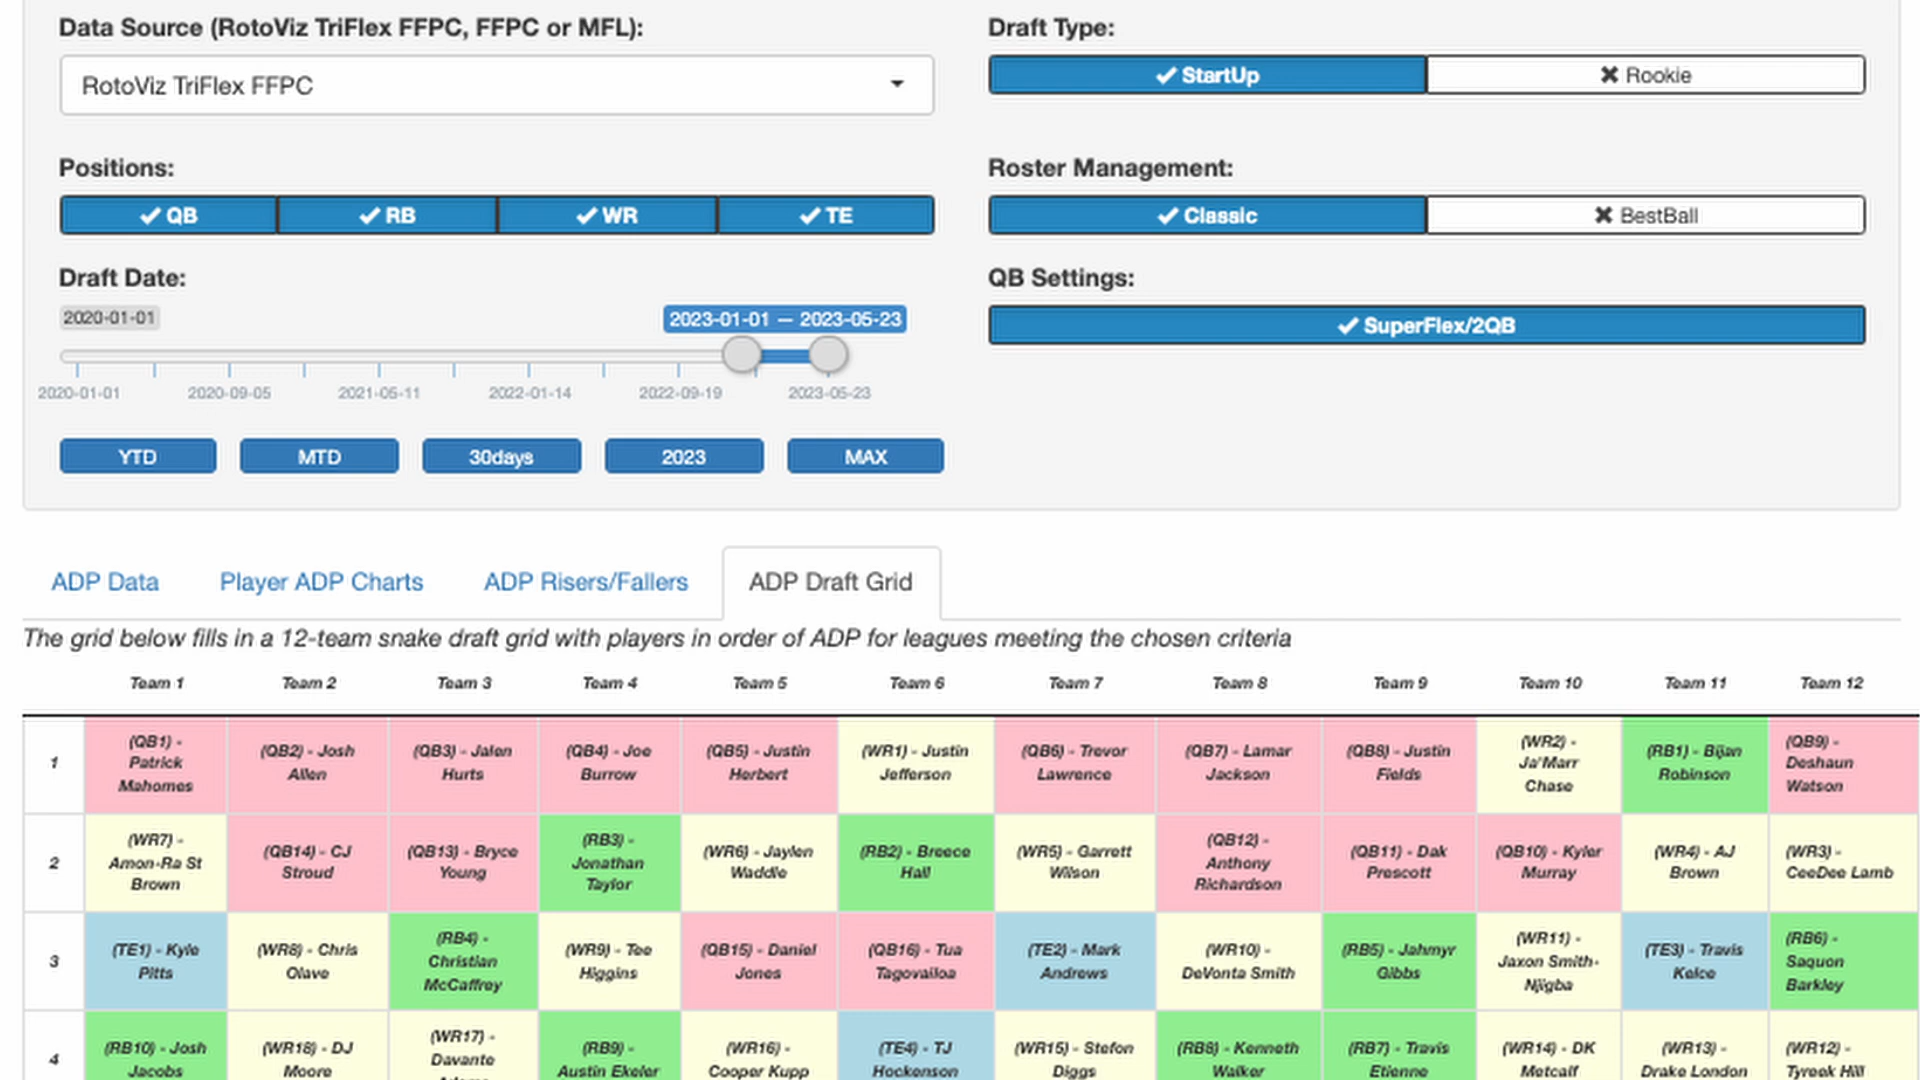 Data Source (RotoViz TriFlex FFPC, FFPC or MFL):
RotoViz TriFlex FFPC
Draft Type:
StartUp
Rookie
Positions:
QB
RB
WR
TE
Roster Management:
Classic
BestBall
Draft Date:
2020-01-01
2023-01-01 — 2023-05-23
2020-01-01 2020-09-05 2021-05-11 2022-01-14 2022-09-19 2023-05-23
QB Settings:
SuperFlex/2QB
YTD
MTD
30days
2023
MAX
ADP Data
Player ADP Charts
ADP Risers/Fallers
ADP Draft Grid
The grid below fills in a 12-team snake draft grid with players in order of ADP for leagues meeting the chosen criteria
Team 1 Team 2 Team 3 Team 4 Team 5 Team 6 Team 7 Team 8 Team 9 Team 10 Team 11 Team 12
1
(QB1) -
Patrick
Mahomes
(QB2) - Josh
Allen
(QB3) - Jalen
Hurts
(QB4) - Joe
Burrow
(QB5) - Justin
Herbert
(WR1) - Justin
Jefferson
(QB6) - Trevor
Lawrence
(QB7) - Lamar
Jackson
(QB8) - Justin
Fields
(WR2) -
Ja'Marr
Chase
(RB1) - Bijan
Robinson
(QB9) -
Deshaun
Watson
2
(WR7) -
Amon-Ra St
Brown
(QB14) - CJ
Stroud
(QB13) - Bryce
Young
(RB3) -
Jonathan
Taylor
(WR6) - Jaylen
Waddle
(RB2) - Breece
Hall
(WR5) - Garrett
Wilson
(QB12) -
Anthony
Richardson
(QB11) - Dak
Prescott
(QB10) - Kyler
Murray
(WR4) - AJ
Brown
(WR3) -
CeeDee Lamb
3
(TE1) - Kyle
Pitts
(WR8) - Chris
Olave
(RB4) -
Christian
McCaffrey
(WR9) - Tee
Higgins
(QB15) - Daniel
Jones
(QB16) - Tua
Tagovailoa
(TE2) - Mark
Andrews
(WR10) -
DeVonta Smith
(RB5) - Jahmyr
Gibbs
(WR11) -
Jaxon Smith-
Njigba
(TE3) - Travis
Kelce
(RB6) -
Saquon
Barkley
4
(RB10) - Josh
Jacobs
(WR18) - DJ
Moore
(WR17) -
Davante
Adams
(RB9) -
Austin Ekeler
(WR16) -
Cooper Kupp
(TE4) - TJ
Hockenson
(WR15) - Stefon
Diggs
(RB8) - Kenneth
Walker
(RB7) - Travis
Etienne
(WR14) - DK
Metcalf
(WR13) -
Drake London
(WR12) -
Tyreek Hill